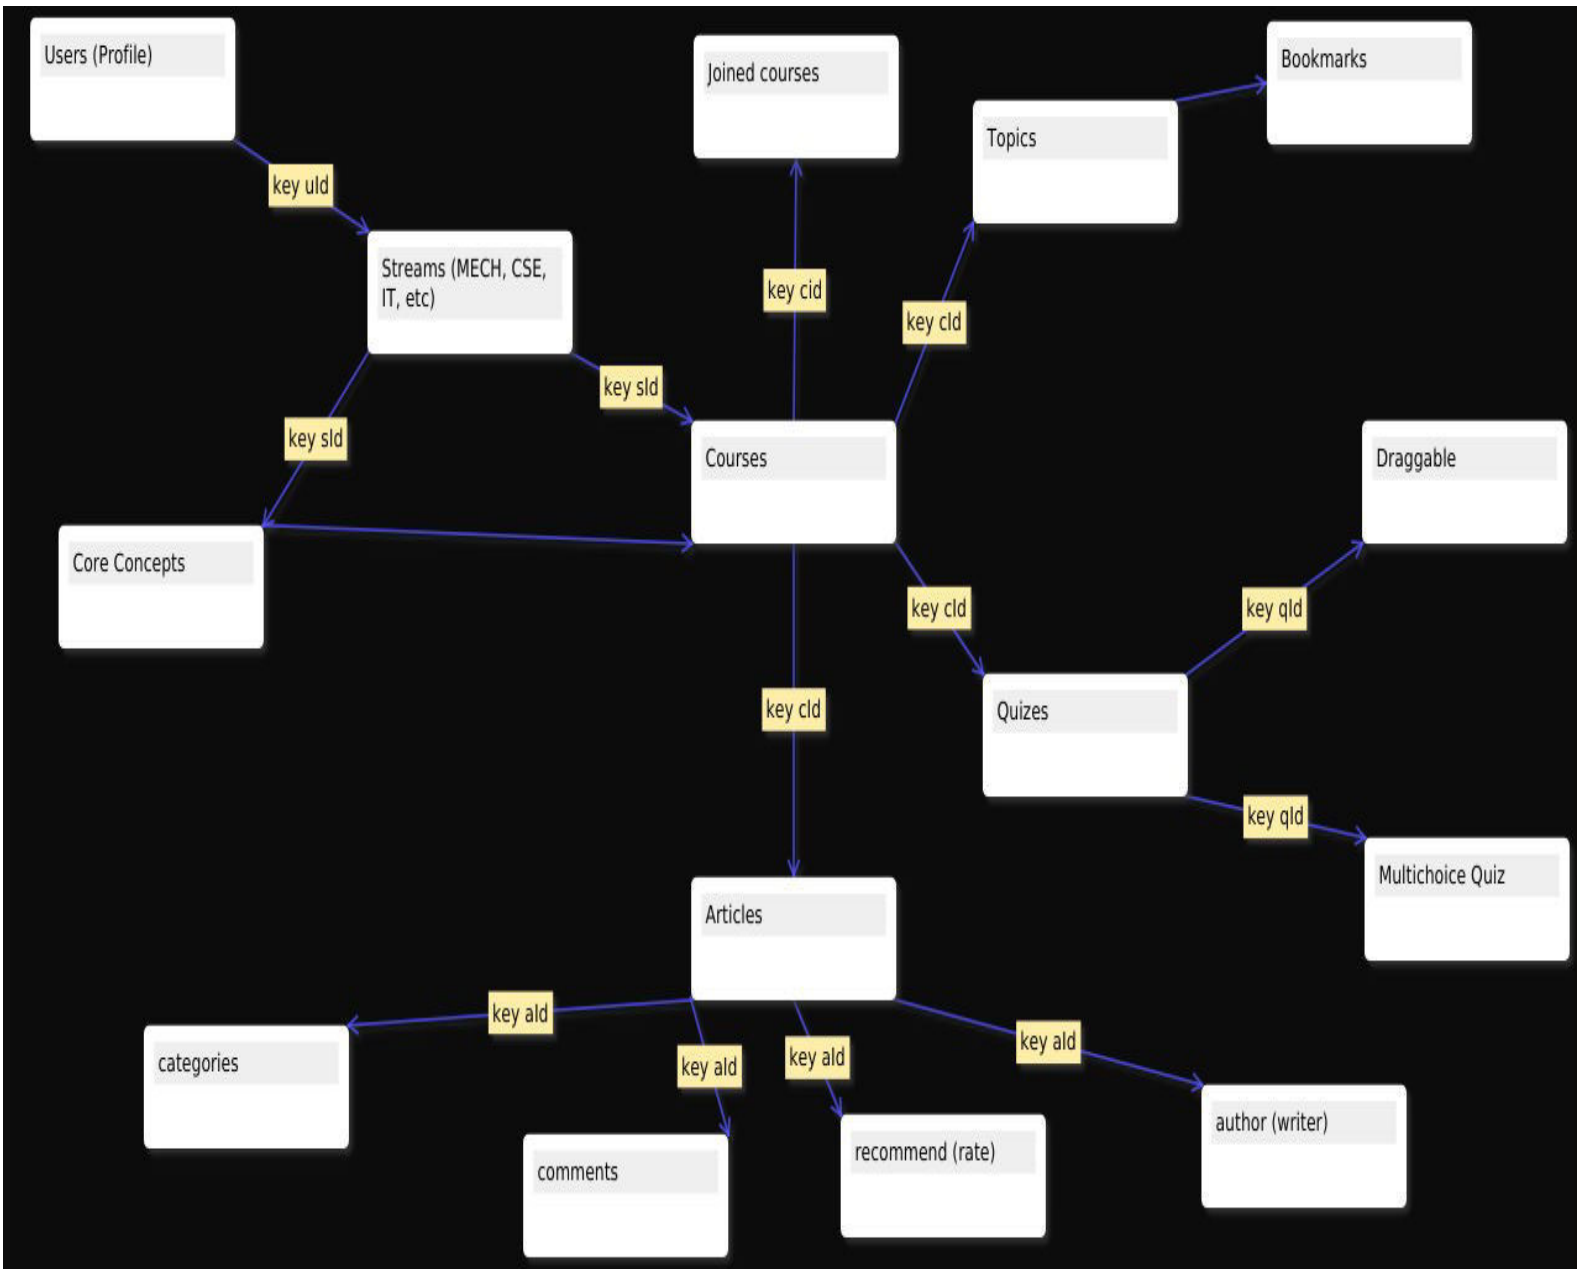 Users (Profile)
Joined courses
Bookmarks
Topics
key uId
Streams (MECH, CSE,
IT, etc)
key cid
key cId
key sId
key sId
Courses
Draggable
Core Concepts
key cId
key qId
key cId
Quizes
key qId
Multichoice Quiz
Articles
key aId
key aId
key aId
key aId
categories
comments
recommend (rate)
author (writer)